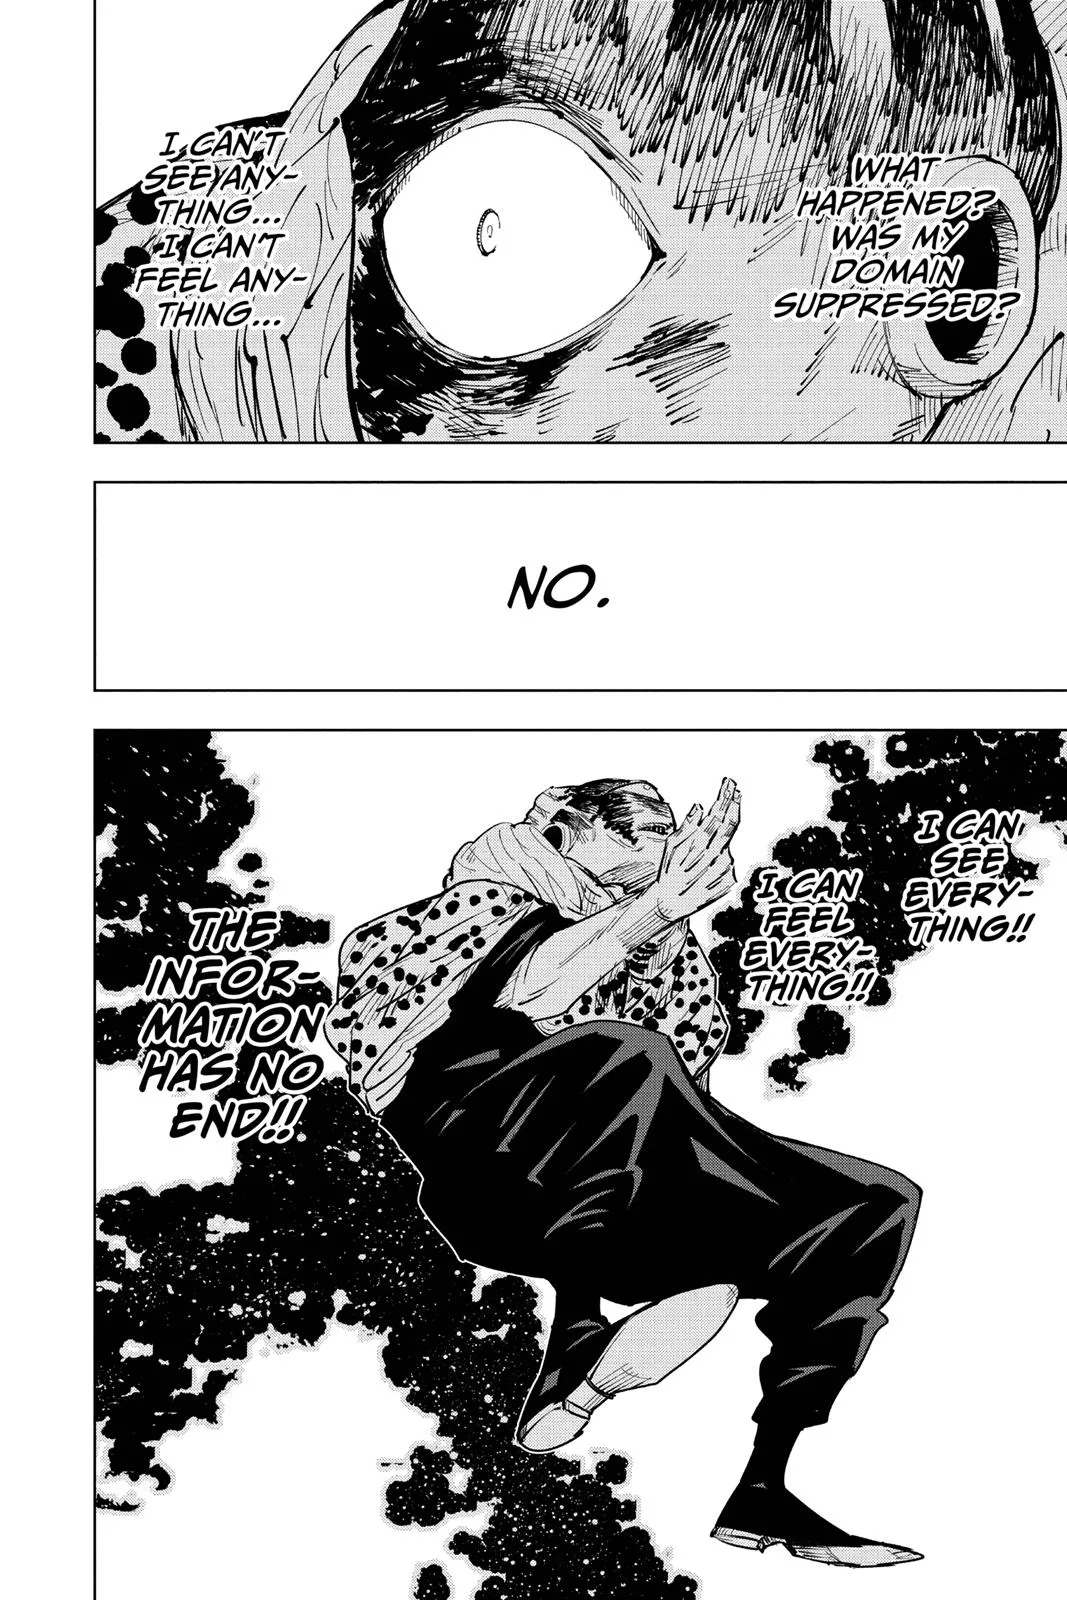 WHAT
HAPPENED?
WAS MY
DOMAIN
SUPPRESSED?
I CAN'T
SEE ANY-
THING...
I CAN'T
FEEL ANY-
THING...
NO.
I CAN
SEE
EVERY-
THING!!
I CAN
FEEL
EVERY-
THING!!
THE
INFOR-
MATION
HAS NO
END!!